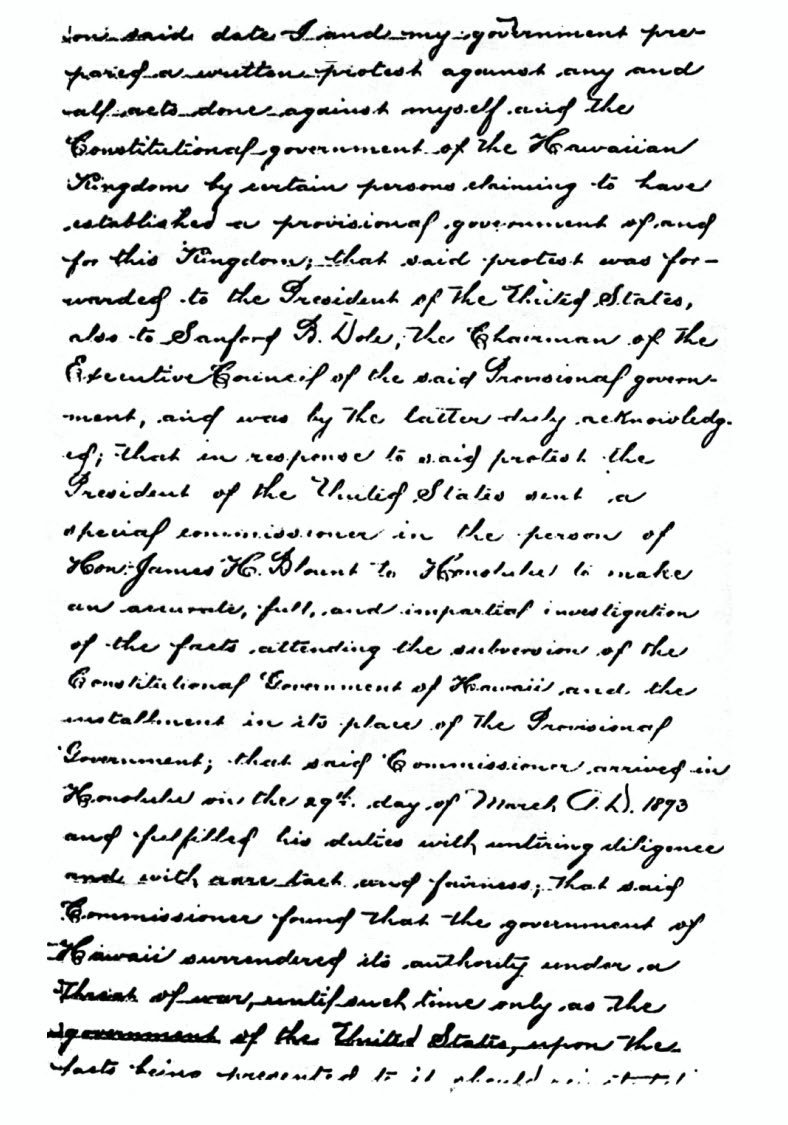 on said date I and my government pre-
pared a written protest against any and
all acts done against myself and the
Constitutional government of the Hawaiian
Kingdom by certain persons claiming to have
established a provisional government of and
for this Kingdom; that said protest was for-
warded to the President of the United States,
also to Sanford B. Dole, the Chairman of the
Executive Council of the said Provisional govern-
ment, and was by the latter duly acknowledg-
ed; that in response to said protest the
President of the United States sent a
special commissioner in the person of
Hon. James H. Blount to Honolulu to make
an accurate, full, and impartial investigation
of the facts attending the subversion of the
Constitutional Government of Hawaii and the
installment in its place of the Provisional
Government; that said Commissioner arrived in
Honolulu on the 29th. day of March A.D. 1893
and fulfilled his duties with untiring diligence
and with rare tact and fairness; that said
Commissioner found that the government of
Hawaii surrendered its authority under a
threat of war, until such time only as the
government of the United States, upon the
facts being presented to it should